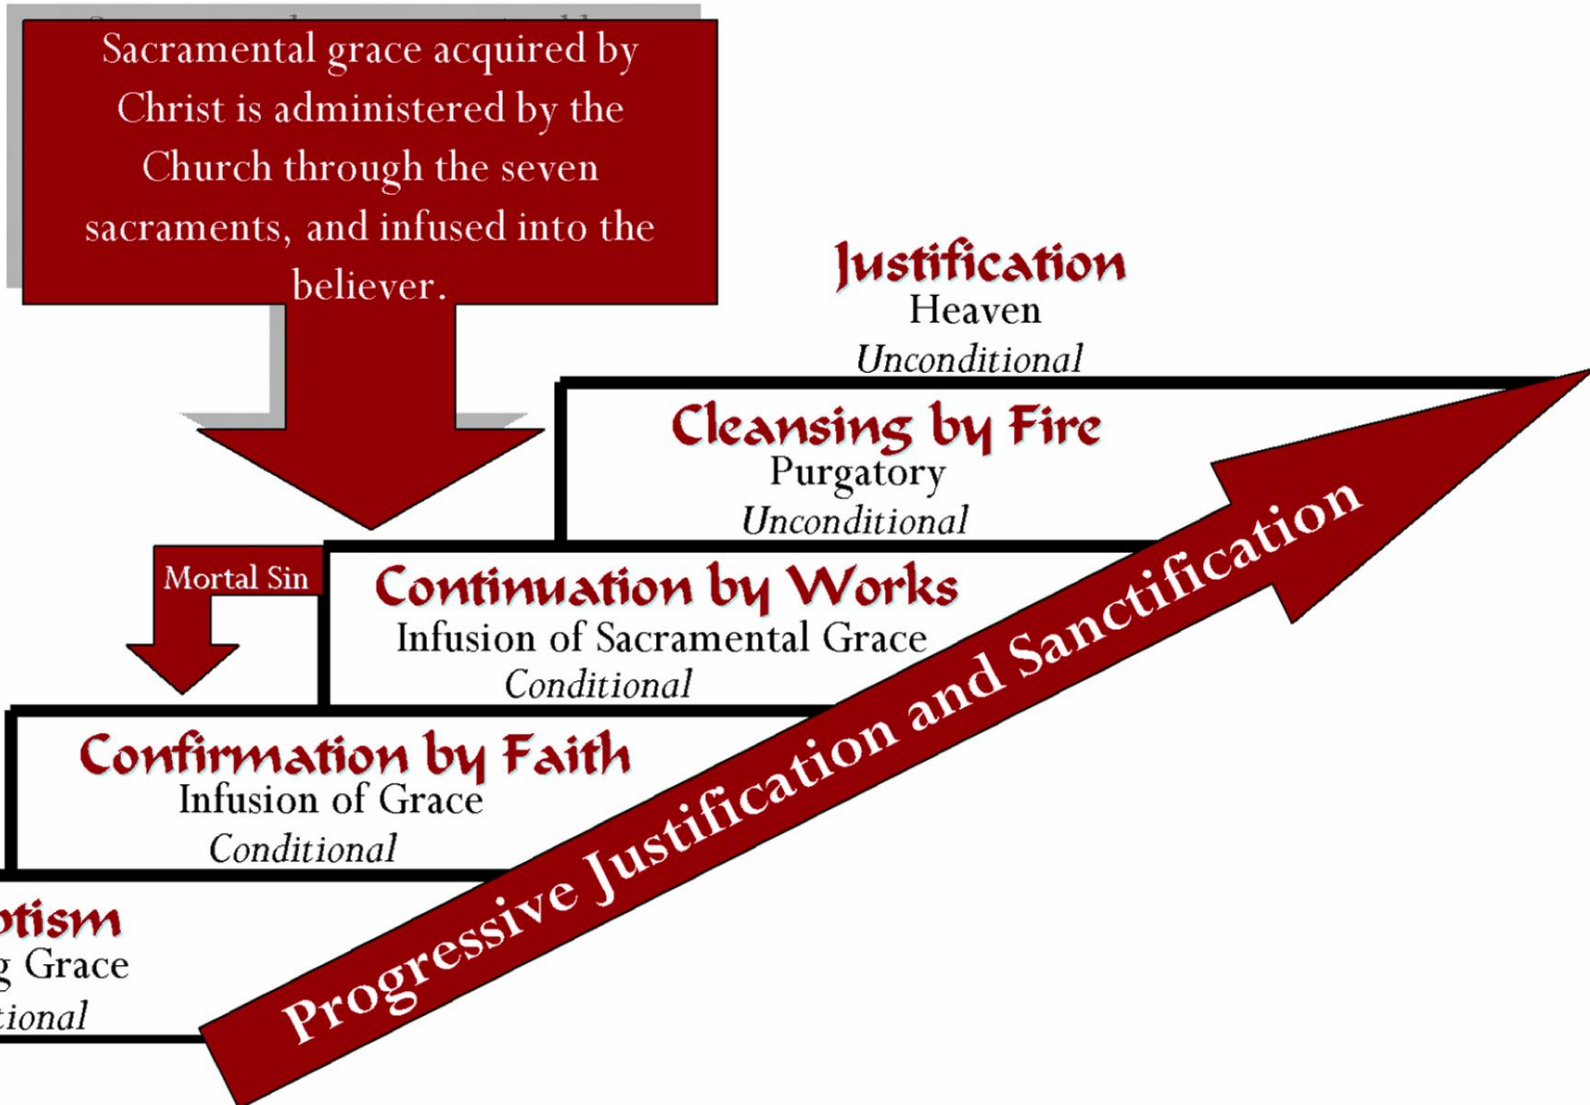 Sacramental grace acquired by
Christ is administered by the
Church through the seven
sacraments, and infused into the
believer.
Justification
Heaven
Unconditional
Cleansing by Fire
Purgatory
Unconditional
Mortal Sin
Continuation by Works
Infusion of Sacramental Grace
Conditional
Confirmation by Faith
Infusion of Grace
Conditional
Grace
Progressive Justification and Sanctification